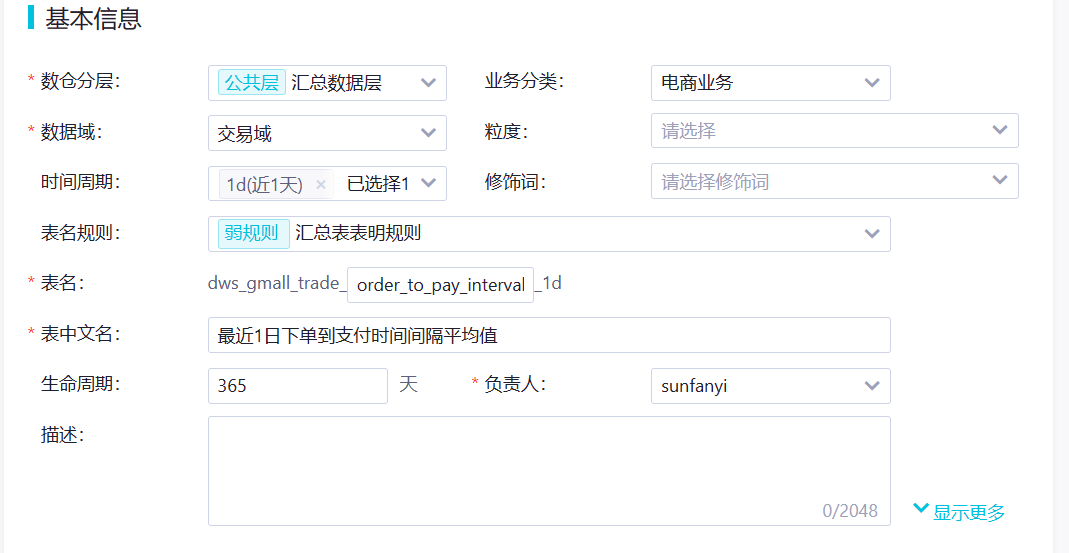 基本信息
* 数仓分层: 公共层 汇总数据层 业务分类: 电商业务
* 数据域: 交易域 粒度: 请选择
时间周期: 1d(近1天) × 已选择1 修饰词: 请选择修饰词
表名规则: 弱规则 汇总表表明规则
* 表名: dws_gmall_trade_ order_to_pay_interval _1d
* 表中文名: 最近1日下单到支付时间间隔平均值
生命周期: 365 天 * 负责人: sunfanyi
描述:
0/2048 显示更多